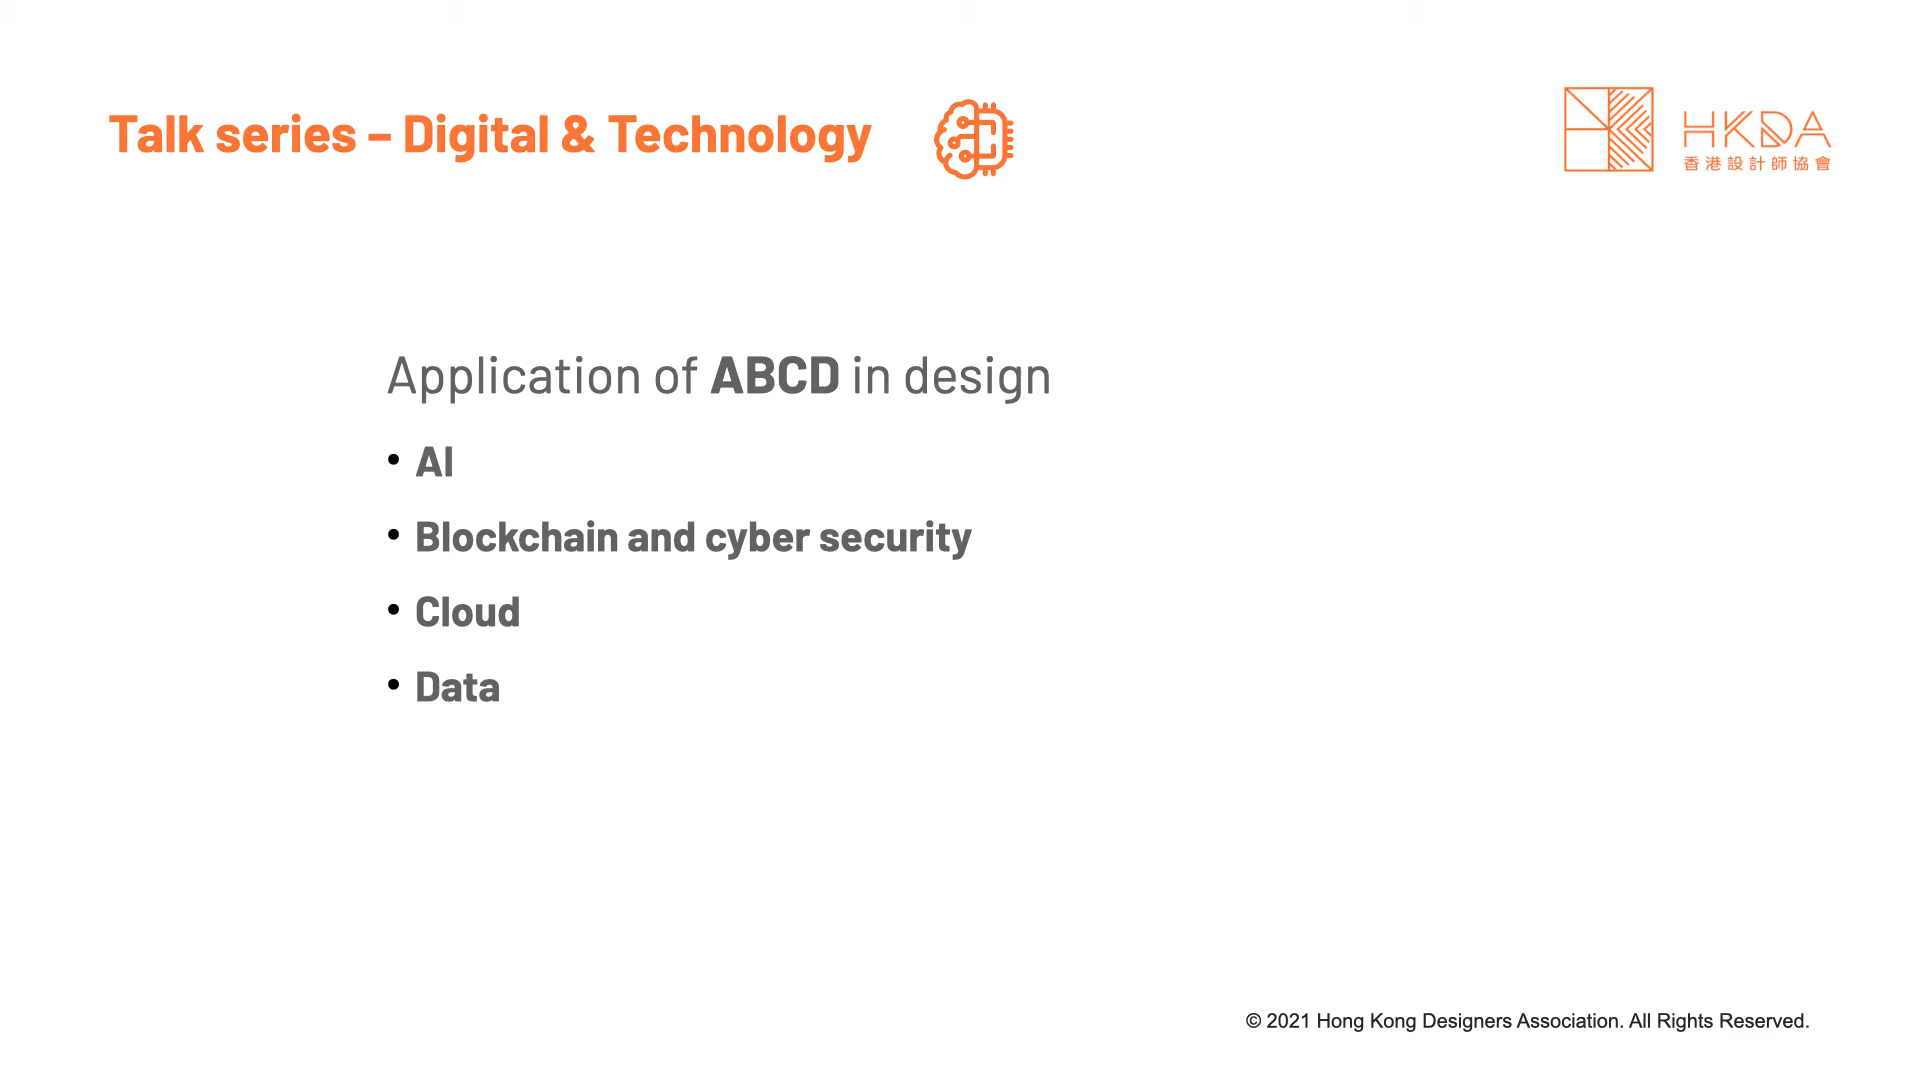 Talk series – Digital & Technology
HKDA
香港設計師協會
Application of ABCD in design
• AI
• Blockchain and cyber security
• Cloud
• Data
© 2021 Hong Kong Designers Association. All Rights Reserved.